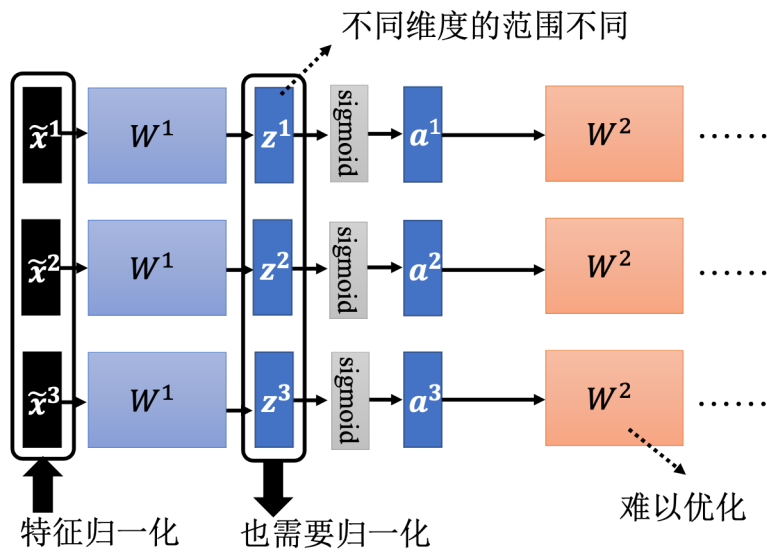 不同维度的范围不同
x̃¹ W¹ z¹ sigmoid a¹ W² ······
x̃² W¹ z² sigmoid a² W² ······
x̃³ W¹ z³ sigmoid a³ W² ······
特征归一化 也需要归一化 难以优化